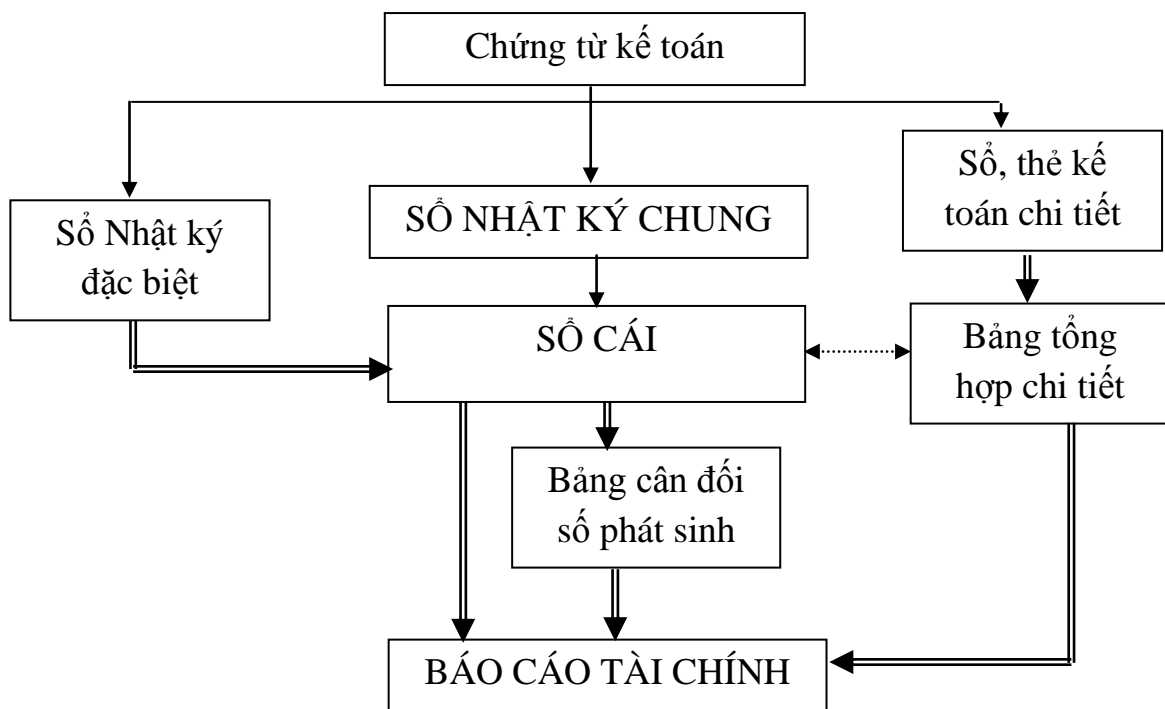 Chứng từ kế toán
Sổ Nhật ký
đặc biệt
SỔ NHẬT KÝ CHUNG
Sổ, thẻ kế
toán chi tiết
SỔ CÁI
Bảng tổng
hợp chi tiết
Bảng cân đối
số phát sinh
BÁO CÁO TÀI CHÍNH